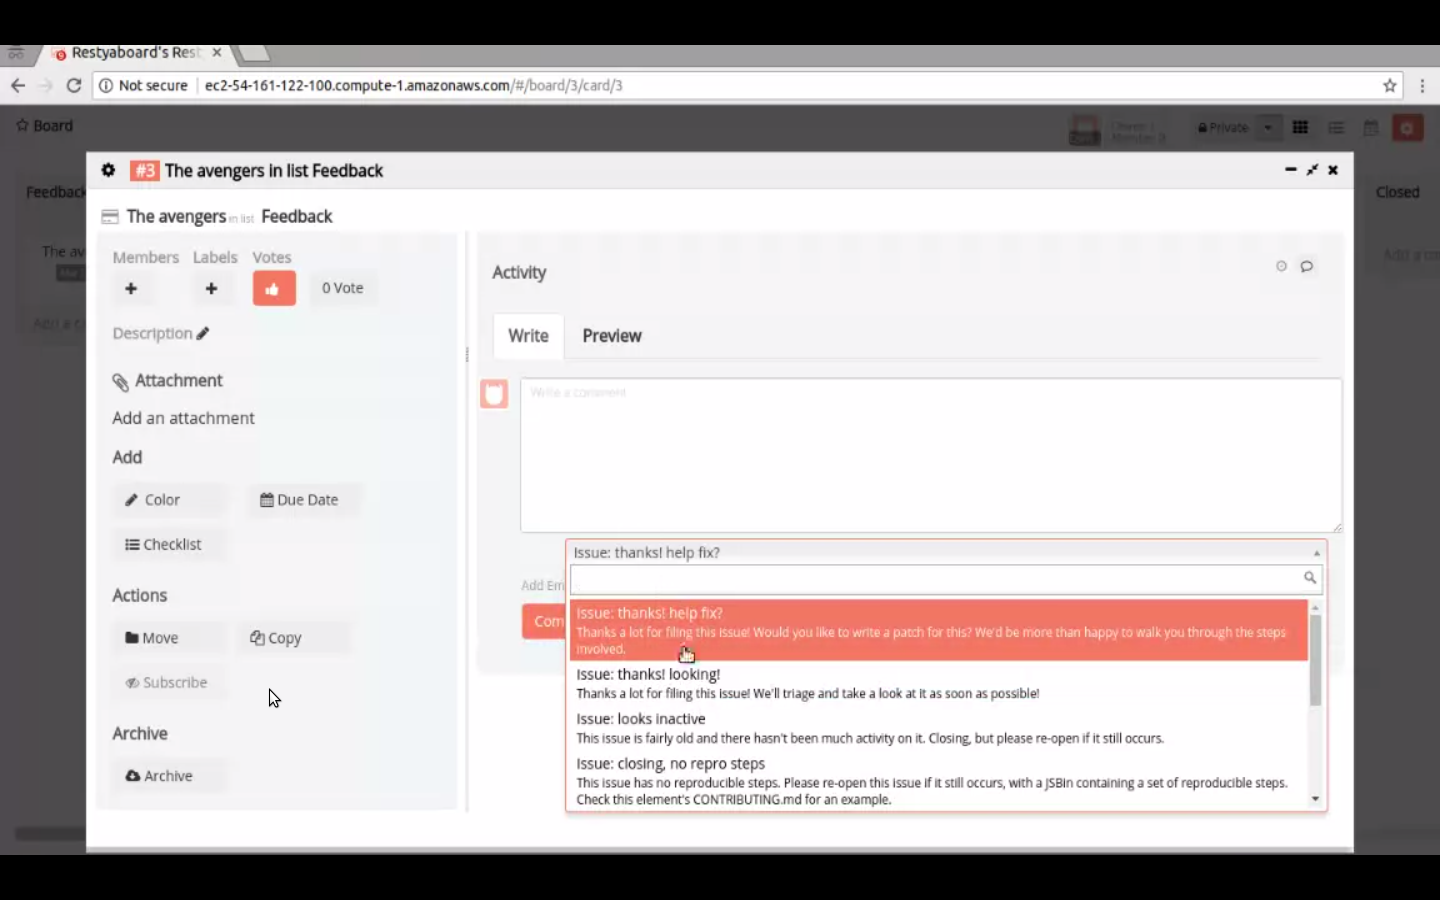 Restyaboard's Rest
Not secure ec2-54-161-122-100.compute-1.amazonaws.com/#/board/3/card/3
Board
Private
#3 The avengers in list Feedback
Feedback
Closed
The avengers in list Feedback
The av
Members Labels Votes
0 Vote
Description
Attachment
Add an attachment
Add
Color
Due Date
Checklist
Actions
Move
Copy
Subscribe
Archive
Archive
Activity
Write Preview
Write a comment
Issue: thanks! help fix?
Add Em
Com
Issue: thanks! help fix?
Thanks a lot for filing this issue! Would you like to write a patch for this? We'd be more than happy to walk you through the steps
involved.
Issue: thanks! looking!
Thanks a lot for filing this issue! We'll triage and take a look at it as soon as possible!
Issue: looks inactive
This issue is fairly old and there hasn't been much activity on it. Closing, but please re-open if it still occurs.
Issue: closing, no repro steps
This issue has no reproducible steps. Please re-open this issue if it still occurs, with a JSBin containing a set of reproducible steps.
Check this element's CONTRIBUTING.md for an example.